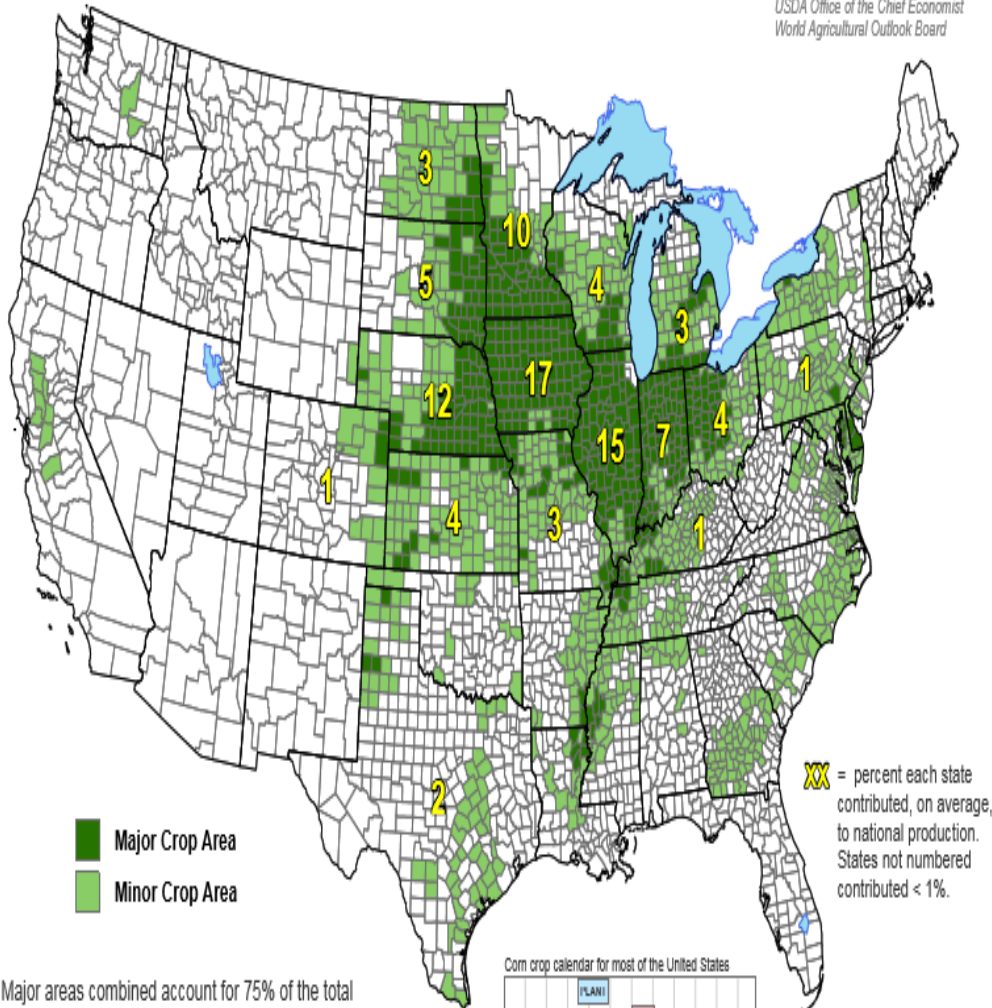 USDA Office of the Chief Economist
World Agricultural Outlook Board
3
10
5
4
3
17
12
1
15
7
4
1
4
3
1
2
XX = percent each state
contributed, on average,
to national production.
States not numbered
contributed < 1%.
Major Crop Area
Minor Crop Area
Major areas combined account for 75% of the total
Corn crop calendar for most of the United States